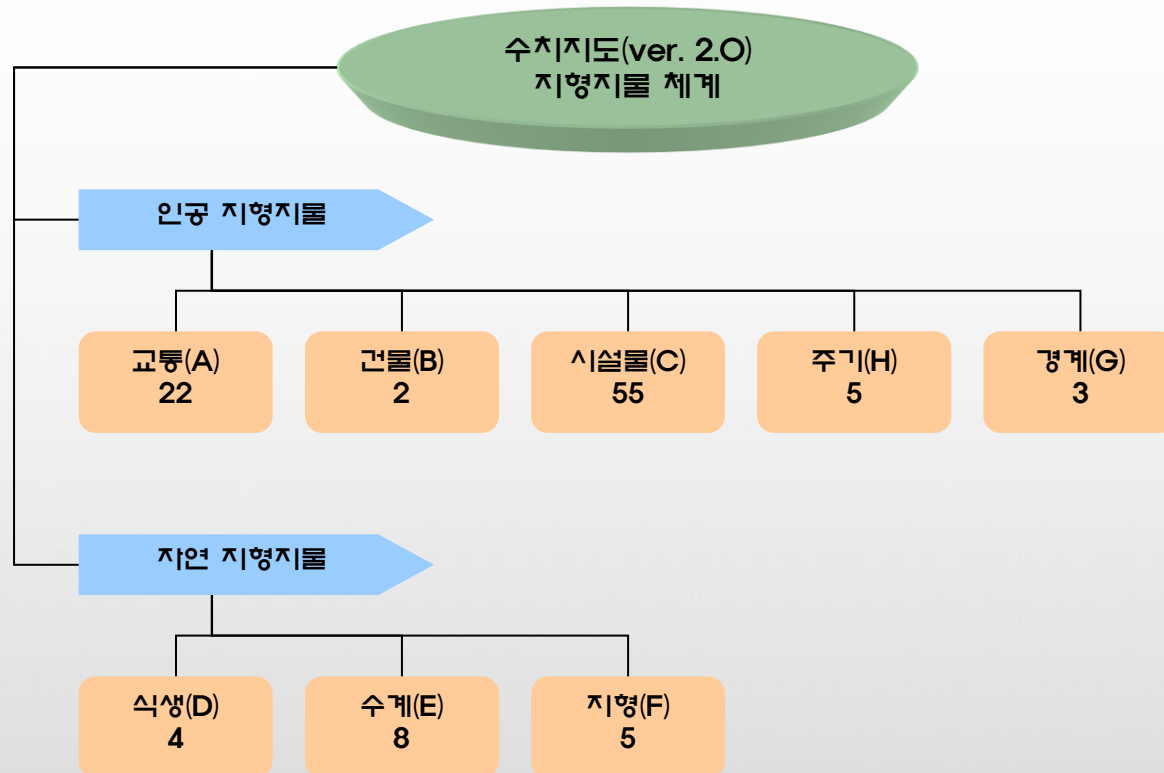 수치지도(ver. 2.0)
지형지물 체계
인공 지형지물
교통(A)
22
건물(B)
2
시설물(C)
55
주기(H)
5
경계(G)
3
자연 지형지물
식생(D)
4
수계(E)
8
지형(F)
5